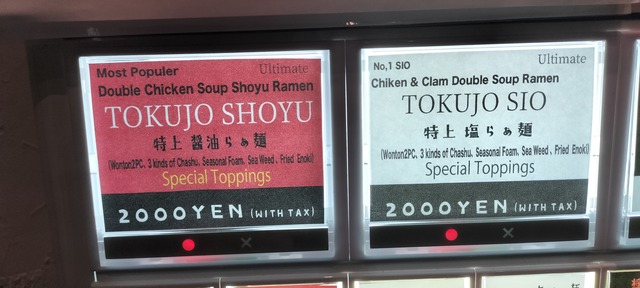 Most Populer
Ultimate
Double Chicken Soup Shoyu Ramen
TOKUJO SHOYU
特上 醤油らぁ麺
(Wonton2PC、3 kinds of Chashu、Seasonal Foam、Sea Weed、Fried Enoki)
Special Toppings
2000YEN (WITH TAX)
No,1 SIO
Ultimate
Chiken & Clam Double Soup Ramen
TOKUJO SIO
特上 塩らぁ麺
(Wonton2PC、3 kinds of Chashu、Seasonal Foam、Sea Weed、Fried Enoki)
Special Toppings
2000YEN (WITH TAX)